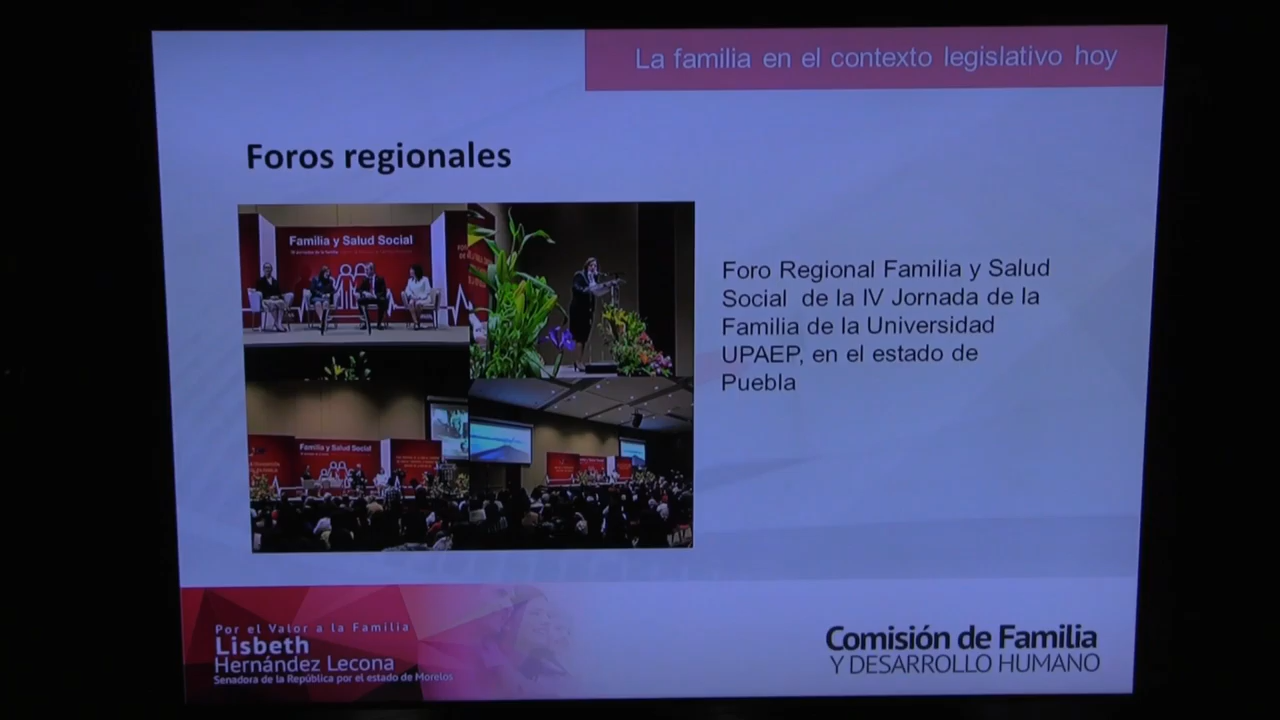 La familia en el contexto legislativo hoy
Foros regionales
Familia y Salud Social
Familia y Salud Social
Foro Regional Familia y Salud
Social de la IV Jornada de la
Familia de la Universidad
UPAEP, en el estado de
Puebla
Por el Valor a la Familia
Lisbeth
Hernández Lecona
Senadora de la República por el estado de Morelos
Comisión de Familia
Y DESARROLLO HUMANO